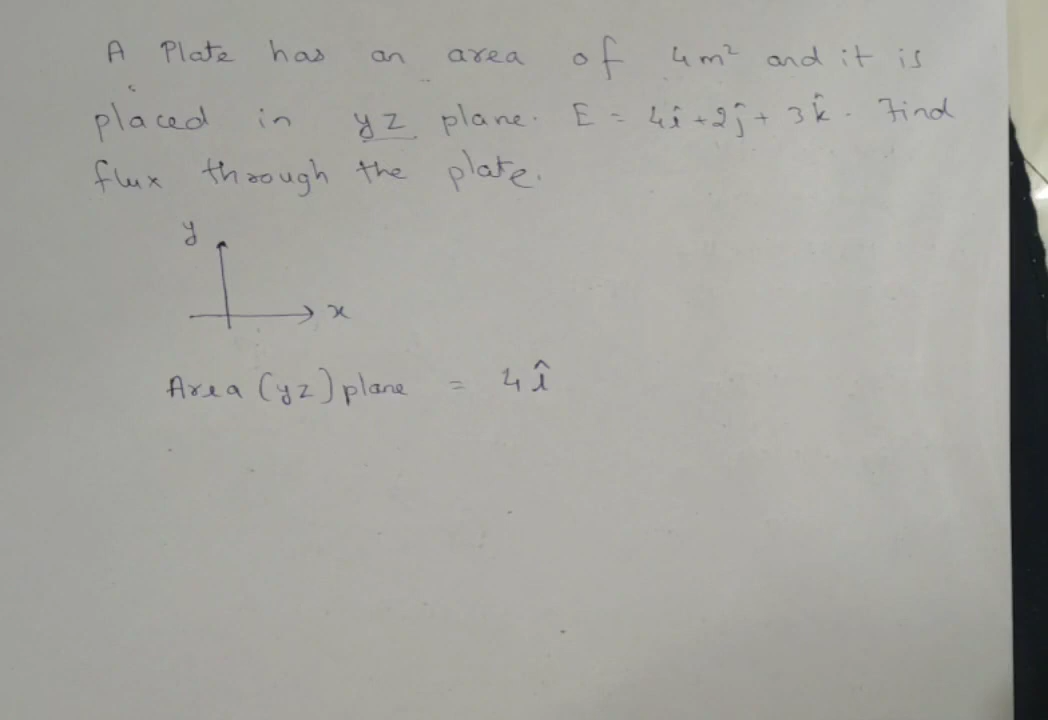 A Plate has an area of 4m² and it is
placed in yz plane. E = 4î + 2ĵ + 3k̂. Find
flux through the plate.
y
x
Area (yz) plane = 4 î